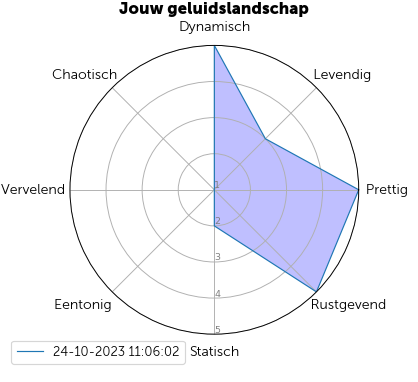 Jouw geluidslandschap
Dynamisch
Chaotisch
Levendig
Vervelend
Prettig
1
2
3
4
5
Eentonig
Rustgevend
24-10-2023 11:06:02
Statisch